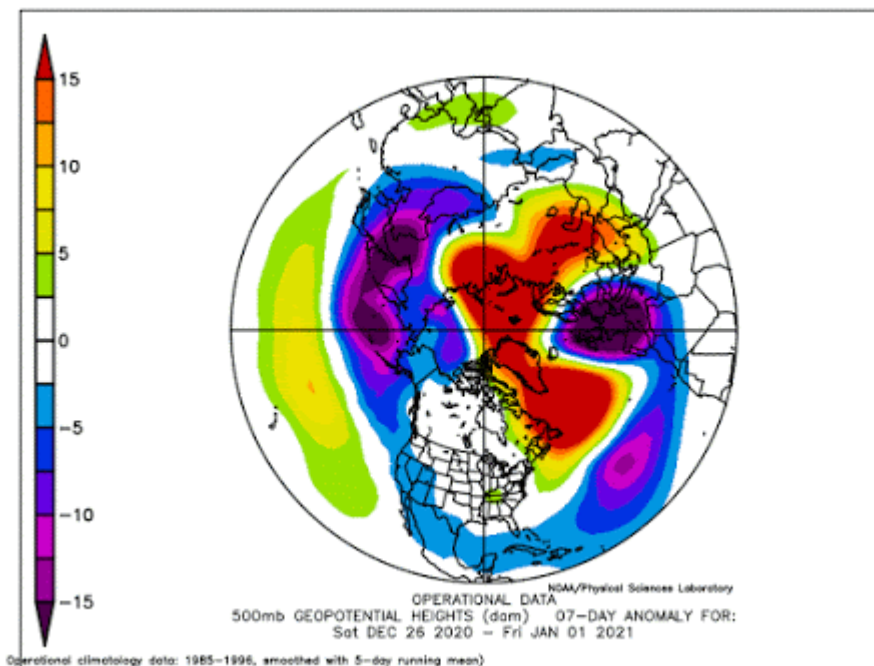 15
10
5
0
−5
−10
−15
NOAA/Physical Sciences Laboratory
OPERATIONAL DATA
500mb GEOPOTENTIAL HEIGHTS (dam) 07-DAY ANOMALY FOR:
Sat DEC 26 2020 - Fri JAN 01 2021
Operational climatology data: 1985-1996, smoothed with 5-day running mean)